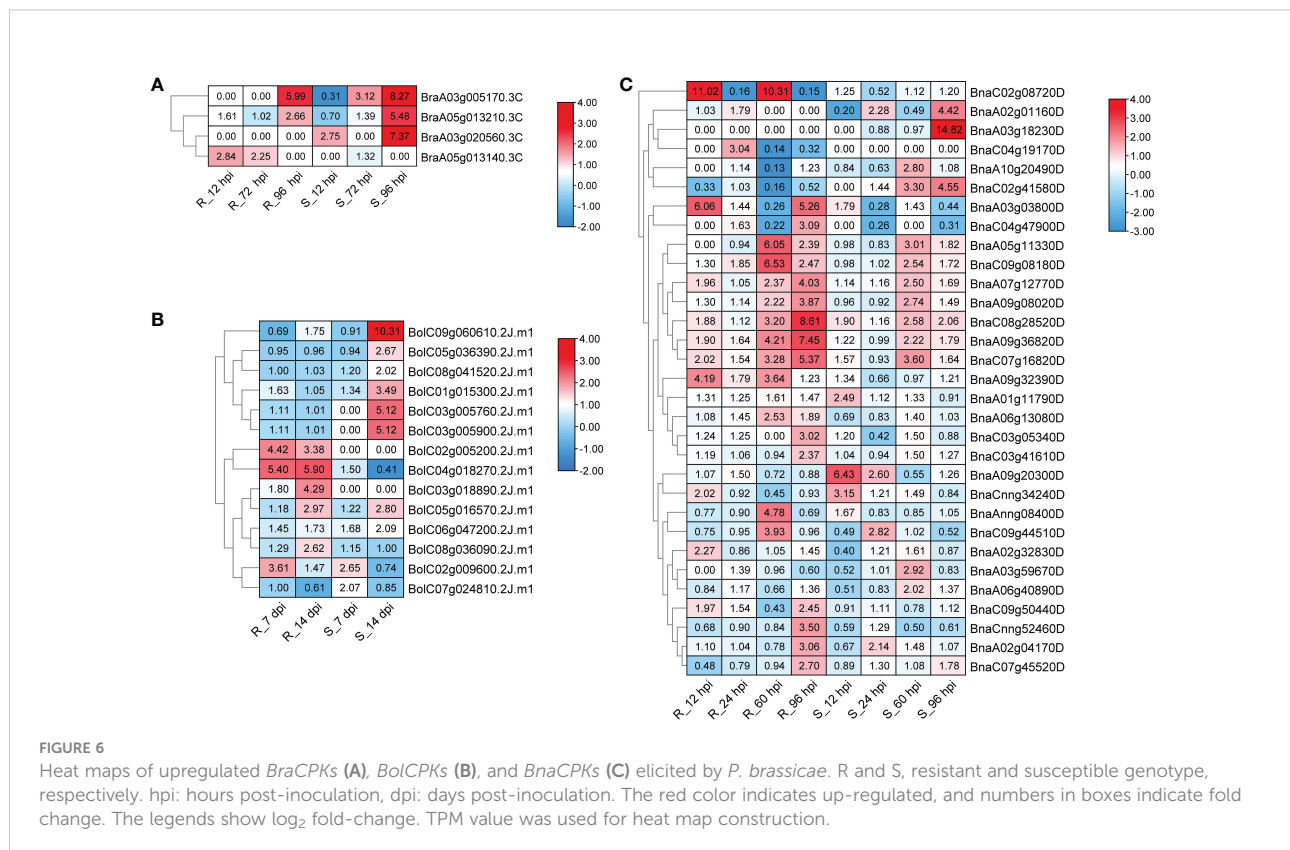 A
0.00 0.00 5.99 0.31 3.12 8.27 BraA03g005170.3C
1.61 1.02 2.66 0.70 1.39 5.48 BraA05g013210.3C
0.00 0.00 0.00 2.75 0.00 7.37 BraA03g020560.3C
2.84 2.25 0.00 0.00 1.32 0.00 BraA05g013140.3C
R_12 hpi R_72 hpi R_96 hpi S_12 hpi S_72 hpi S_96 hpi
4.00
3.00
2.00
1.00
0.00
-1.00
-2.00
B
0.69 1.75 0.91 10.31 BolC09g060610.2J.m1
0.95 0.96 0.94 2.67 BolC05g036390.2J.m1
1.00 1.03 1.20 2.02 BolC08g041520.2J.m1
1.63 1.05 1.34 3.49 BolC01g015300.2J.m1
1.11 1.01 0.00 5.12 BolC03g005760.2J.m1
1.11 1.01 0.00 5.12 BolC03g005900.2J.m1
4.42 3.38 0.00 0.00 BolC02g005200.2J.m1
5.40 5.90 1.50 0.41 BolC04g018270.2J.m1
1.80 4.29 0.00 0.00 BolC03g018890.2J.m1
1.18 2.97 1.22 2.80 BolC05g016570.2J.m1
1.45 1.73 1.68 2.09 BolC06g047200.2J.m1
1.29 2.62 1.15 1.00 BolC08g036090.2J.m1
3.61 1.47 2.65 0.74 BolC02g009600.2J.m1
1.00 0.61 2.07 0.85 BolC07g024810.2J.m1
R_7 dpi R_14 dpi S_7 dpi S_14 dpi
4.00
3.00
2.00
1.00
0.00
-1.00
-2.00
C
11.02 0.16 10.31 0.15 1.25 0.52 1.12 1.20 BnaC02g08720D
1.03 1.79 0.00 0.00 0.20 2.28 0.49 4.42 BnaA02g01160D
0.00 0.00 0.00 0.00 0.00 0.88 0.97 14.82 BnaA03g18230D
0.00 3.04 0.14 0.32 0.00 0.00 0.00 0.00 BnaC04g19170D
0.00 1.14 0.13 1.23 0.84 0.63 2.80 1.08 BnaA10g20490D
0.33 1.03 0.16 0.52 0.00 1.44 3.30 4.55 BnaC02g41580D
6.06 1.44 0.26 5.26 1.79 0.28 1.43 0.44 BnaA03g03800D
0.00 1.63 0.22 3.09 0.00 0.26 0.00 0.31 BnaC04g47900D
0.00 0.94 6.05 2.39 0.98 0.83 3.01 1.82 BnaA05g11330D
1.30 1.85 6.53 2.47 0.98 1.02 2.54 1.72 BnaC09g08180D
1.96 1.05 2.37 4.03 1.14 1.16 2.50 1.69 BnaA07g12770D
1.30 1.14 2.22 3.87 0.96 0.92 2.74 1.49 BnaA09g08020D
1.88 1.12 3.20 8.61 1.90 1.16 2.58 2.06 BnaC08g28520D
1.90 1.64 4.21 7.45 1.22 0.99 2.22 1.79 BnaA09g36820D
2.02 1.54 3.28 5.37 1.57 0.93 3.60 1.64 BnaC07g16820D
4.19 1.79 3.64 1.23 1.34 0.66 0.97 1.21 BnaA09g32390D
1.31 1.25 1.61 1.47 2.49 1.12 1.33 0.91 BnaA01g11790D
1.08 1.45 2.53 1.89 0.69 0.83 1.40 1.03 BnaA06g13080D
1.24 1.25 0.00 3.02 1.20 0.42 1.50 0.88 BnaC03g05340D
1.19 1.06 0.94 2.37 1.04 0.94 1.50 1.27 BnaC03g41610D
1.07 1.50 0.72 0.88 6.43 2.60 0.55 1.26 BnaA09g20300D
2.02 0.92 0.45 0.93 3.15 1.21 1.49 0.84 BnaCnng34240D
0.77 0.90 4.78 0.69 1.67 0.83 0.85 1.05 BnaAnng08400D
0.75 0.95 3.93 0.96 0.49 2.82 1.02 0.52 BnaC09g44510D
2.27 0.86 1.05 1.45 0.40 1.21 1.61 0.87 BnaA02g32830D
0.00 1.39 0.96 0.60 0.52 1.01 2.92 0.83 BnaA03g59670D
0.84 1.17 0.66 1.36 0.51 0.83 2.02 1.37 BnaA06g40890D
1.97 1.54 0.43 2.45 0.91 1.11 0.78 1.12 BnaC09g50440D
0.68 0.90 0.84 3.50 0.59 1.29 0.50 0.61 BnaCnng52460D
1.10 1.04 0.78 3.06 0.67 2.14 1.48 1.07 BnaA02g04170D
0.48 0.79 0.94 2.70 0.89 1.30 1.08 1.78 BnaC07g45520D
R_12 hpi R_24 hpi R_60 hpi R_96 hpi S_12 hpi S_24 hpi S_60 hpi S_96 hpi
4.00
3.00
2.00
1.00
0.00
-1.00
-2.00
-3.00
FIGURE 6
Heat maps of upregulated BraCPKs (A), BolCPKs (B), and BnaCPKs (C) elicited by P. brassicae. R and S, resistant and susceptible genotype,
respectively. hpi: hours post-inoculation, dpi: days post-inoculation. The red color indicates up-regulated, and numbers in boxes indicate fold
change. The legends show log₂ fold-change. TPM value was used for heat map construction.